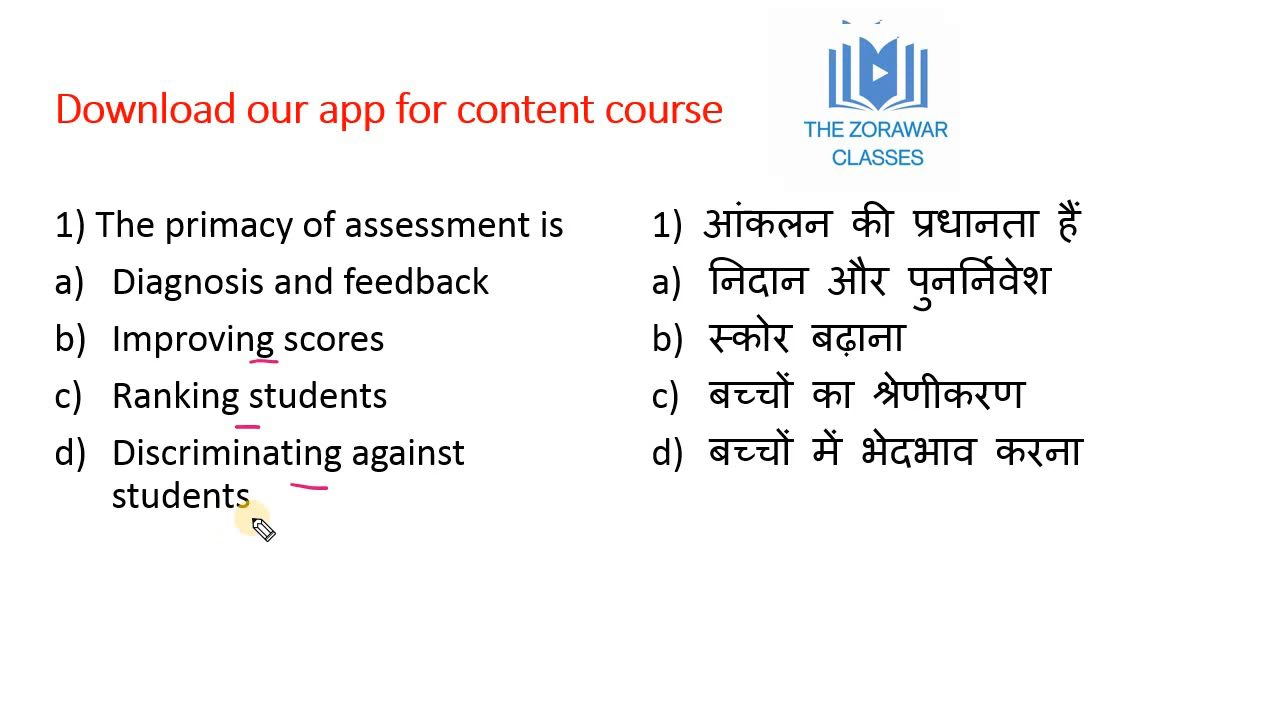 Download our app for content course
THE ZORAWAR
CLASSES
1) The primacy of assessment is
a) Diagnosis and feedback
b) Improving scores
c) Ranking students
d) Discriminating against
students
1) आंकलन की प्रधानता हैं
a) निदान और पुनर्निवेश
b) स्कोर बढ़ाना
c) बच्चों का श्रेणीकरण
d) बच्चों में भेदभाव करना